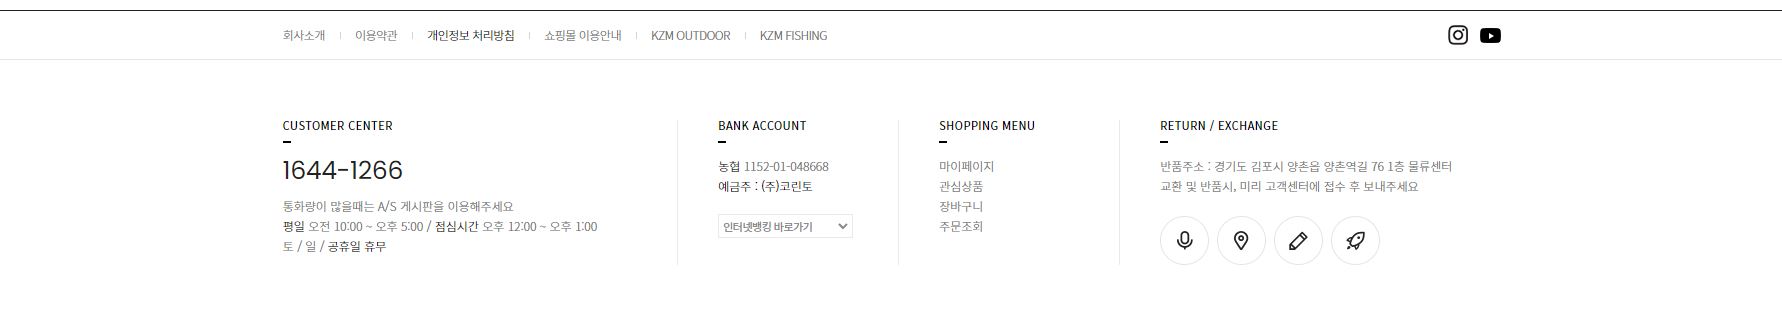 회사소개 이용약관 개인정보 처리방침 쇼핑몰 이용안내 KZM OUTDOOR KZM FISHING
CUSTOMER CENTER
1644-1266
통화량이 많을때는 A/S 게시판을 이용해주세요
평일 오전 10:00 ~ 오후 5:00 / 점심시간 오후 12:00 ~ 오후 1:00
토 / 일 / 공휴일 휴무
BANK ACCOUNT
농협 1152-01-048668
예금주 : (주)코린토
인터넷뱅킹 바로가기
SHOPPING MENU
마이페이지
관심상품
장바구니
주문조회
RETURN / EXCHANGE
반품주소 : 경기도 김포시 양촌읍 양촌역길 76 1층 물류센터
교환 및 반품시, 미리 고객센터에 접수 후 보내주세요